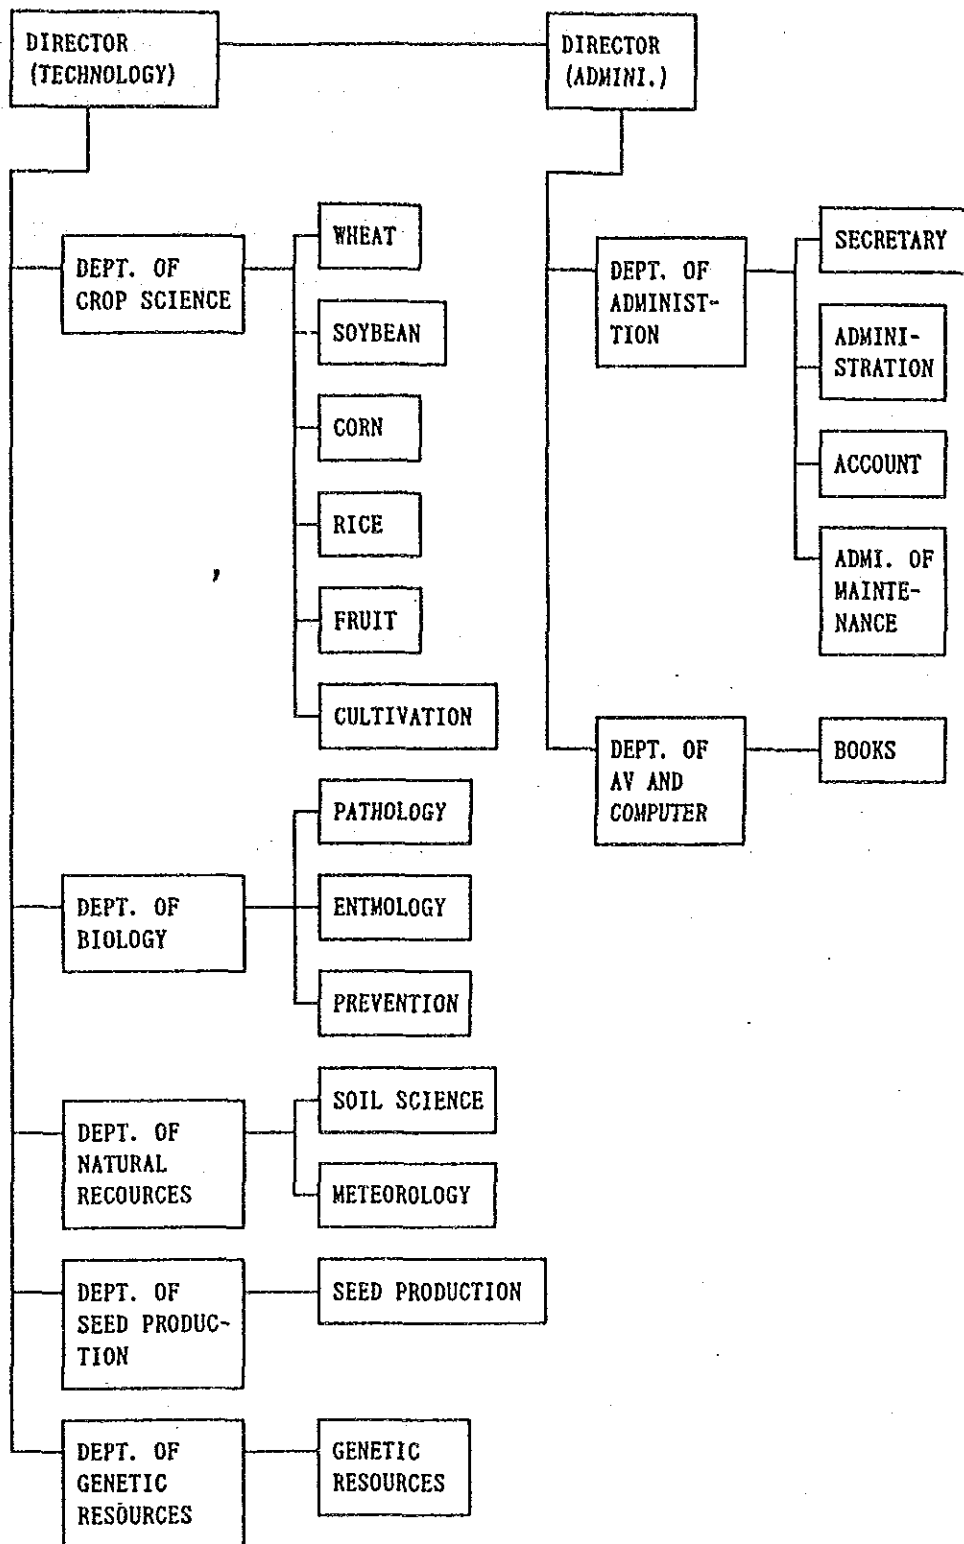 DIRECTOR
(TECHNOLOGY)
DIRECTOR
(ADMINI.)
DEPT. OF
CROP SCIENCE
WHEAT
SOYBEAN
CORN
RICE
FRUIT
CULTIVATION
DEPT. OF
BIOLOGY
PATHOLOGY
ENTMOLOGY
PREVENTION
DEPT. OF
NATURAL
RECOURCES
SOIL SCIENCE
METEOROLOGY
DEPT. OF
SEED PRODUC-
TION
SEED PRODUCTION
DEPT. OF
GENETIC
RESOURCES
GENETIC
RESOURCES
DEPT. OF
ADMINIST-
TION
SECRETARY
ADMINI-
STRATION
ACCOUNT
ADMI. OF
MAINTE-
NANCE
DEPT. OF
AV AND
COMPUTER
BOOKS